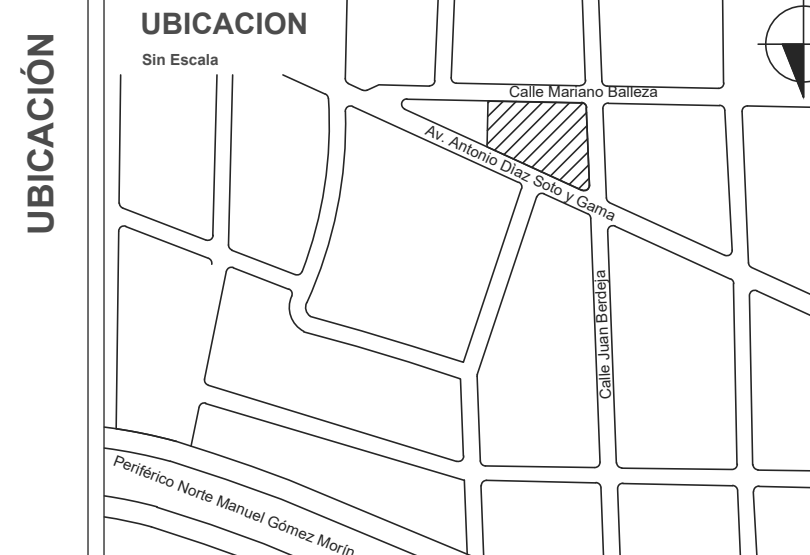 UBICACIÓN
UBICACION
Sin Escala
Calle Mariano Balleza
Av. Antonio Dìaz Soto y Gama
Calle Juan Berdeja
Periférico Norte Manuel Gómez Morín